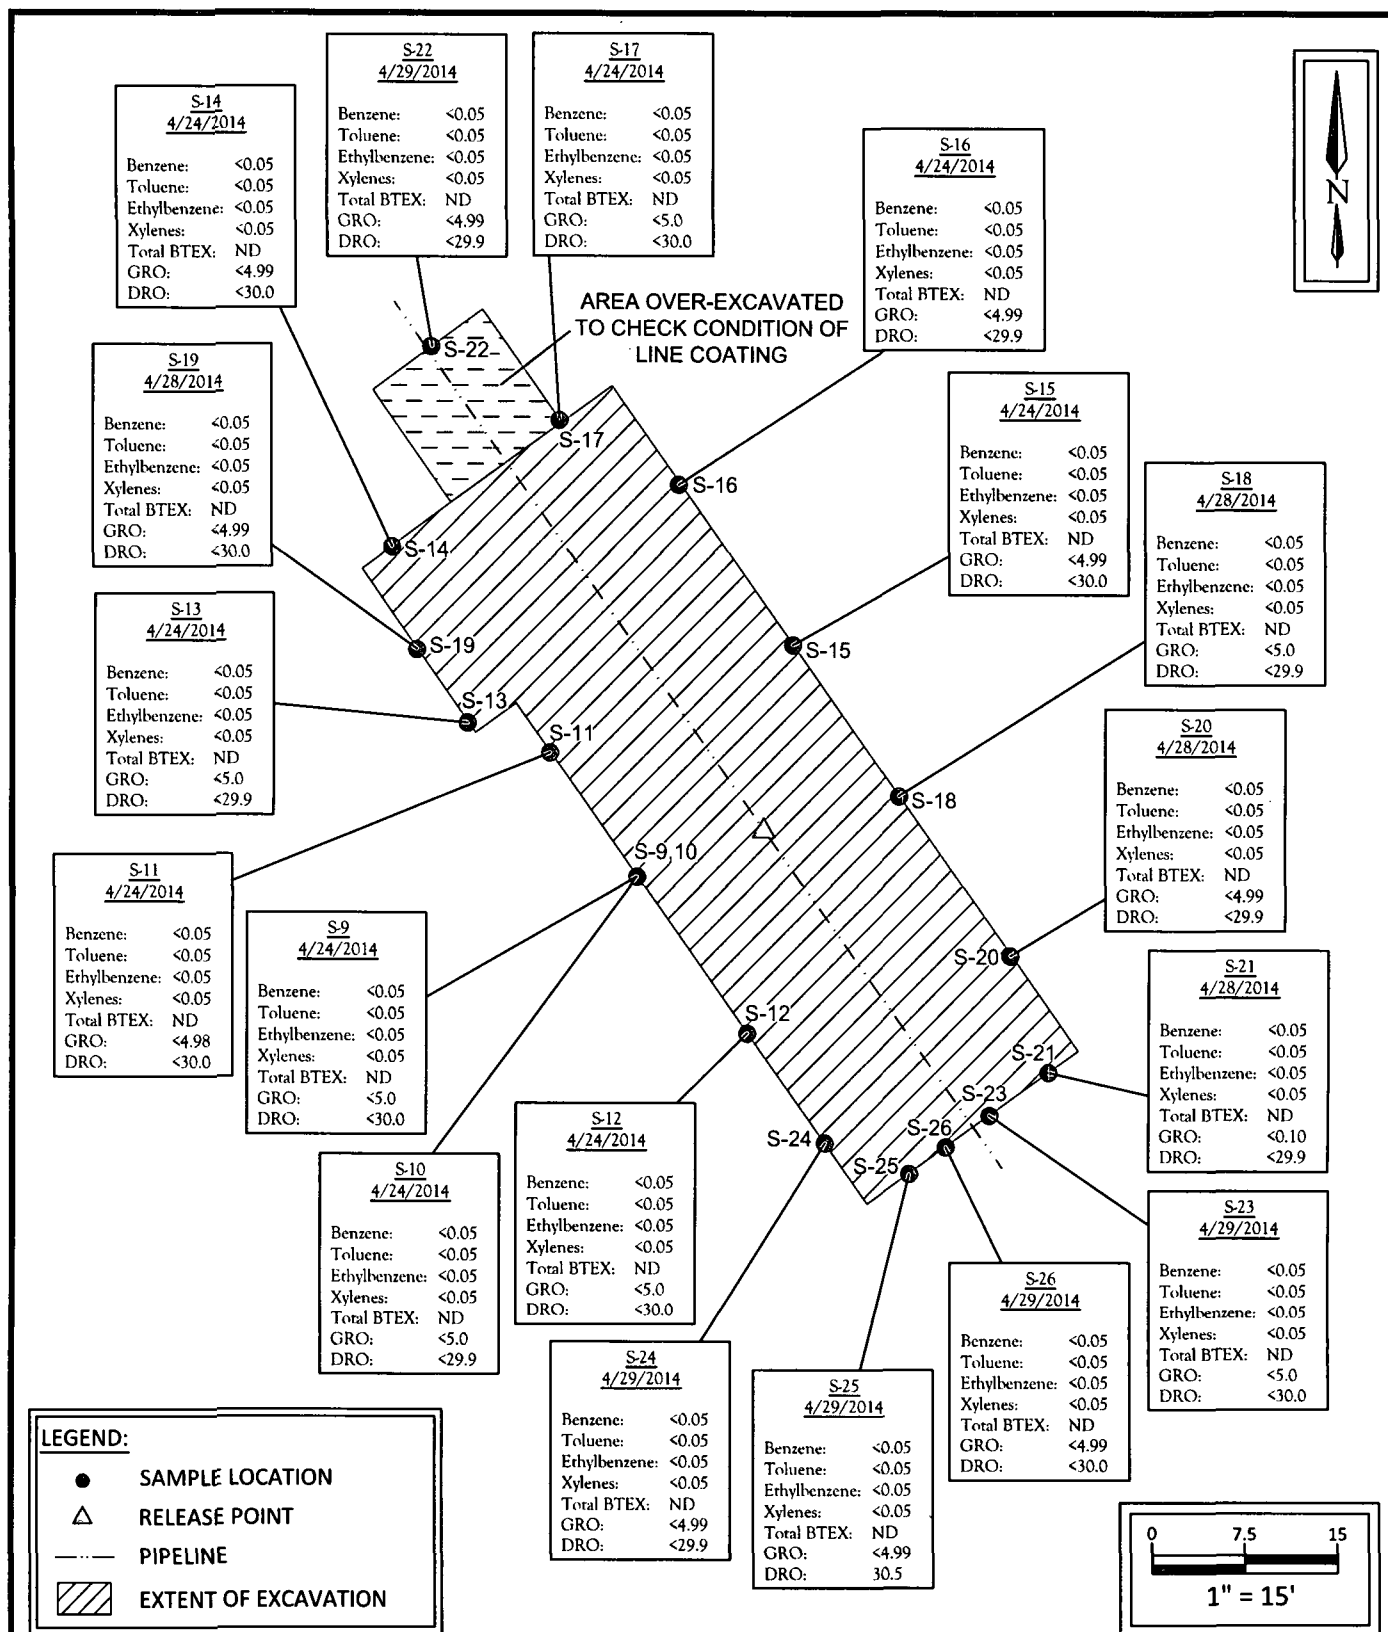 S-22
4/29/2014
Benzene: <0.05
Toluene: <0.05
Ethylbenzene: <0.05
Xylenes: <0.05
Total BTEX: ND
GRO: <4.99
DRO: <29.9
S-17
4/24/2014
Benzene: <0.05
Toluene: <0.05
Ethylbenzene: <0.05
Xylenes: <0.05
Total BTEX: ND
GRO: <5.0
DRO: <30.0
S-14
4/24/2014
Benzene: <0.05
Toluene: <0.05
Ethylbenzene: <0.05
Xylenes: <0.05
Total BTEX: ND
GRO: <4.99
DRO: <30.0
S-16
4/24/2014
Benzene: <0.05
Toluene: <0.05
Ethylbenzene: <0.05
Xylenes: <0.05
Total BTEX: ND
GRO: <4.99
DRO: <29.9
N
AREA OVER-EXCAVATED
TO CHECK CONDITION OF
LINE COATING
S-19
4/28/2014
Benzene: <0.05
Toluene: <0.05
Ethylbenzene: <0.05
Xylenes: <0.05
Total BTEX: ND
GRO: <4.99
DRO: <30.0
S-15
4/24/2014
Benzene: <0.05
Toluene: <0.05
Ethylbenzene: <0.05
Xylenes: <0.05
Total BTEX: ND
GRO: <4.99
DRO: <30.0
S-18
4/28/2014
Benzene: <0.05
Toluene: <0.05
Ethylbenzene: <0.05
Xylenes: <0.05
Total BTEX: ND
GRO: <5.0
DRO: <29.9
S-13
4/24/2014
Benzene: <0.05
Toluene: <0.05
Ethylbenzene: <0.05
Xylenes: <0.05
Total BTEX: ND
GRO: <5.0
DRO: <29.9
S-20
4/28/2014
Benzene: <0.05
Toluene: <0.05
Ethylbenzene: <0.05
Xylenes: <0.05
Total BTEX: ND
GRO: <4.99
DRO: <29.9
S-22
S-17
S-16
S-14
S-19
S-15
S-13
S-11
S-18
S-9,10
S-20
S-12
S-21
S-23
S-26
S-24
S-25
S-11
4/24/2014
Benzene: <0.05
Toluene: <0.05
Ethylbenzene: <0.05
Xylenes: <0.05
Total BTEX: ND
GRO: <4.98
DRO: <30.0
S-9
4/24/2014
Benzene: <0.05
Toluene: <0.05
Ethylbenzene: <0.05
Xylenes: <0.05
Total BTEX: ND
GRO: <5.0
DRO: <30.0
S-21
4/28/2014
Benzene: <0.05
Toluene: <0.05
Ethylbenzene: <0.05
Xylenes: <0.05
Total BTEX: ND
GRO: <0.10
DRO: <29.9
S-12
4/24/2014
Benzene: <0.05
Toluene: <0.05
Ethylbenzene: <0.05
Xylenes: <0.05
Total BTEX: ND
GRO: <5.0
DRO: <30.0
S-10
4/24/2014
Benzene: <0.05
Toluene: <0.05
Ethylbenzene: <0.05
Xylenes: <0.05
Total BTEX: ND
GRO: <5.0
DRO: <29.9
S-23
4/29/2014
Benzene: <0.05
Toluene: <0.05
Ethylbenzene: <0.05
Xylenes: <0.05
Total BTEX: ND
GRO: <5.0
DRO: <30.0
S-26
4/29/2014
Benzene: <0.05
Toluene: <0.05
Ethylbenzene: <0.05
Xylenes: <0.05
Total BTEX: ND
GRO: <4.99
DRO: <30.0
S-24
4/29/2014
Benzene: <0.05
Toluene: <0.05
Ethylbenzene: <0.05
Xylenes: <0.05
Total BTEX: ND
GRO: <4.99
DRO: <29.9
S-25
4/29/2014
Benzene: <0.05
Toluene: <0.05
Ethylbenzene: <0.05
Xylenes: <0.05
Total BTEX: ND
GRO: <4.99
DRO: 30.5
LEGEND:
SAMPLE LOCATION
RELEASE POINT
PIPELINE
EXTENT OF EXCAVATION
0 7.5 15
1" = 15'